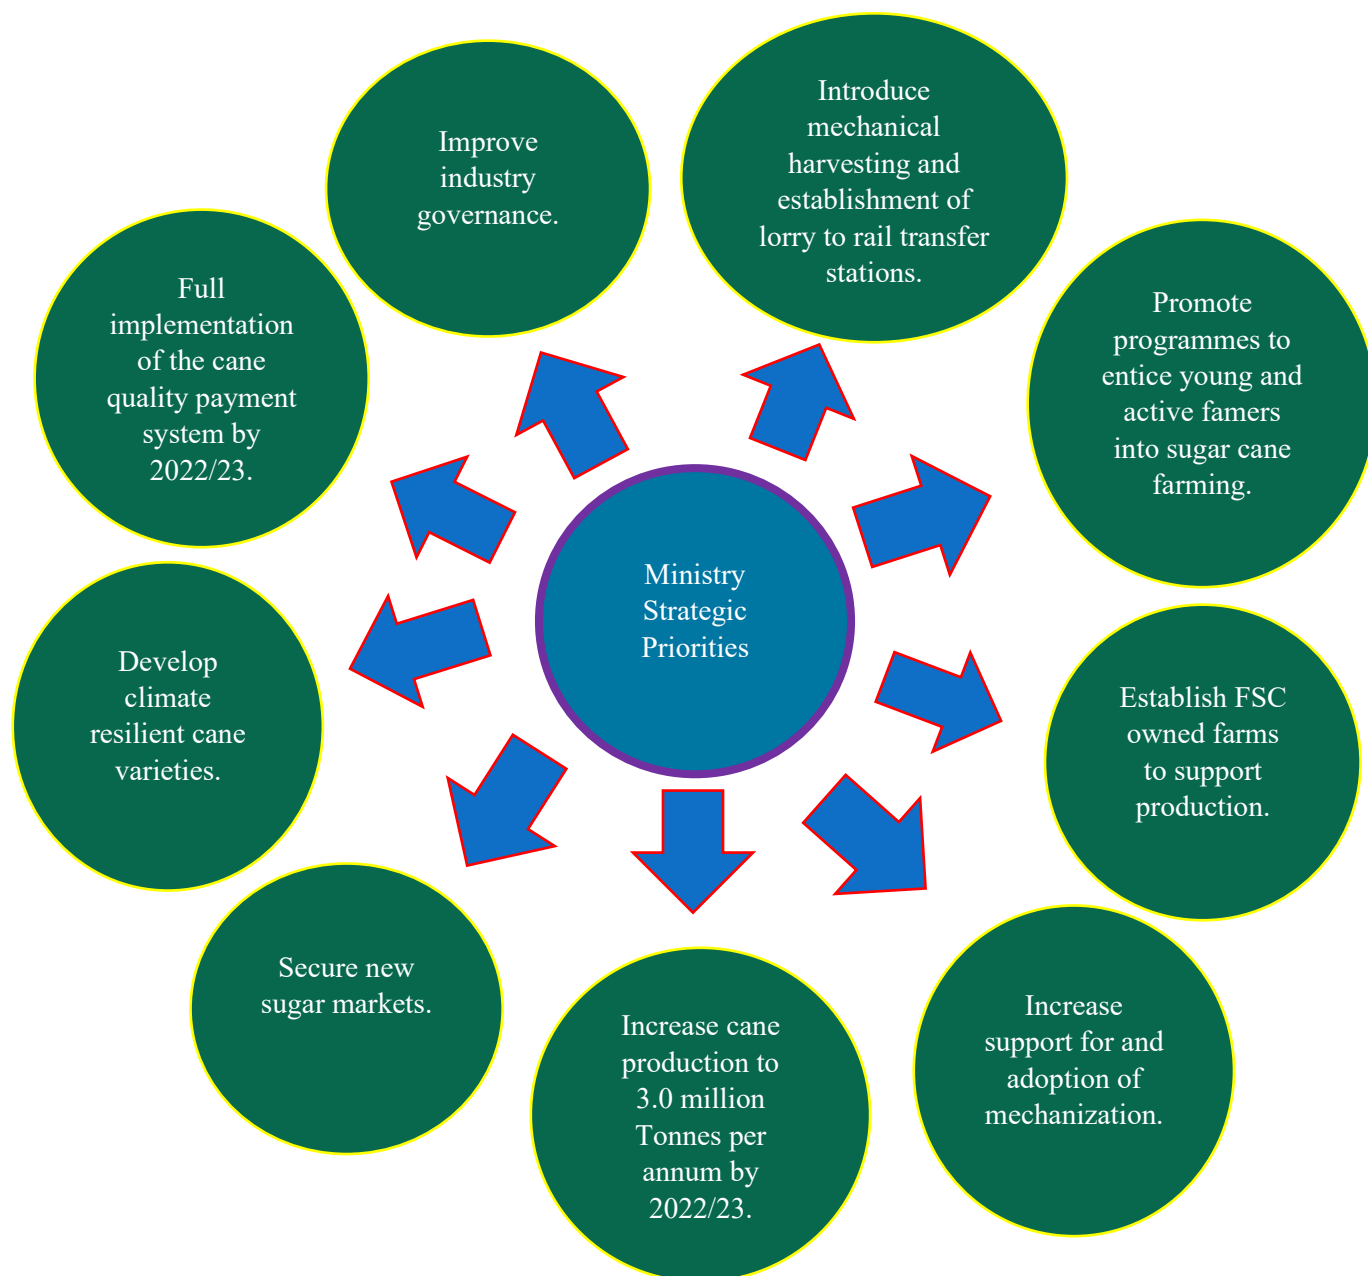 Improve
industry
governance.
Introduce
mechanical
harvesting and
establishment of
lorry to rail transfer
stations.
Promote
programmes to
entice young and
active famers
into sugar cane
farming.
Establish FSC
owned farms
to support
production.
Increase
support for and
adoption of
mechanization.
Increase cane
production to
3.0 million
Tonnes per
annum by
2022/23.
Secure new
sugar markets.
Develop
climate
resilient cane
varieties.
Full
implementation
of the cane
quality payment
system by
2022/23.
Ministry
Strategic
Priorities